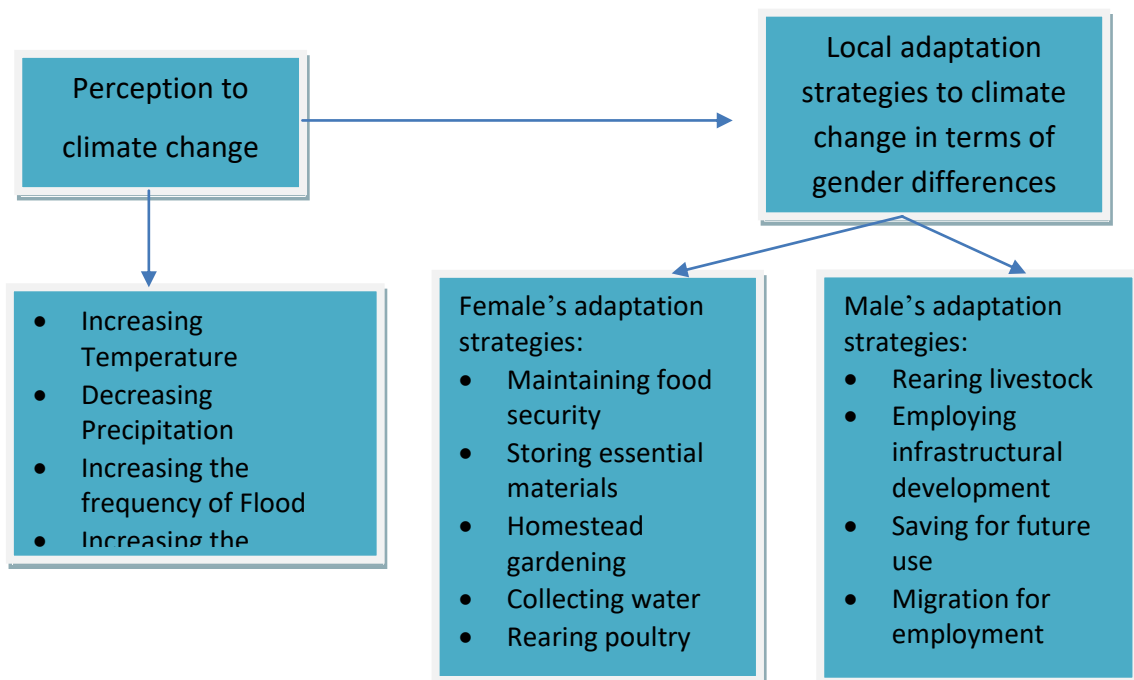 Perception to
climate change
Local adaptation
strategies to climate
change in terms of
gender differences
• Increasing
Temperature
• Decreasing
Precipitation
• Increasing the
frequency of Flood
• Increasing the
Female’s adaptation
strategies:
• Maintaining food
security
• Storing essential
materials
• Homestead
gardening
• Collecting water
• Rearing poultry
Male’s adaptation
strategies:
• Rearing livestock
• Employing
infrastructural
development
• Saving for future
use
• Migration for
employment